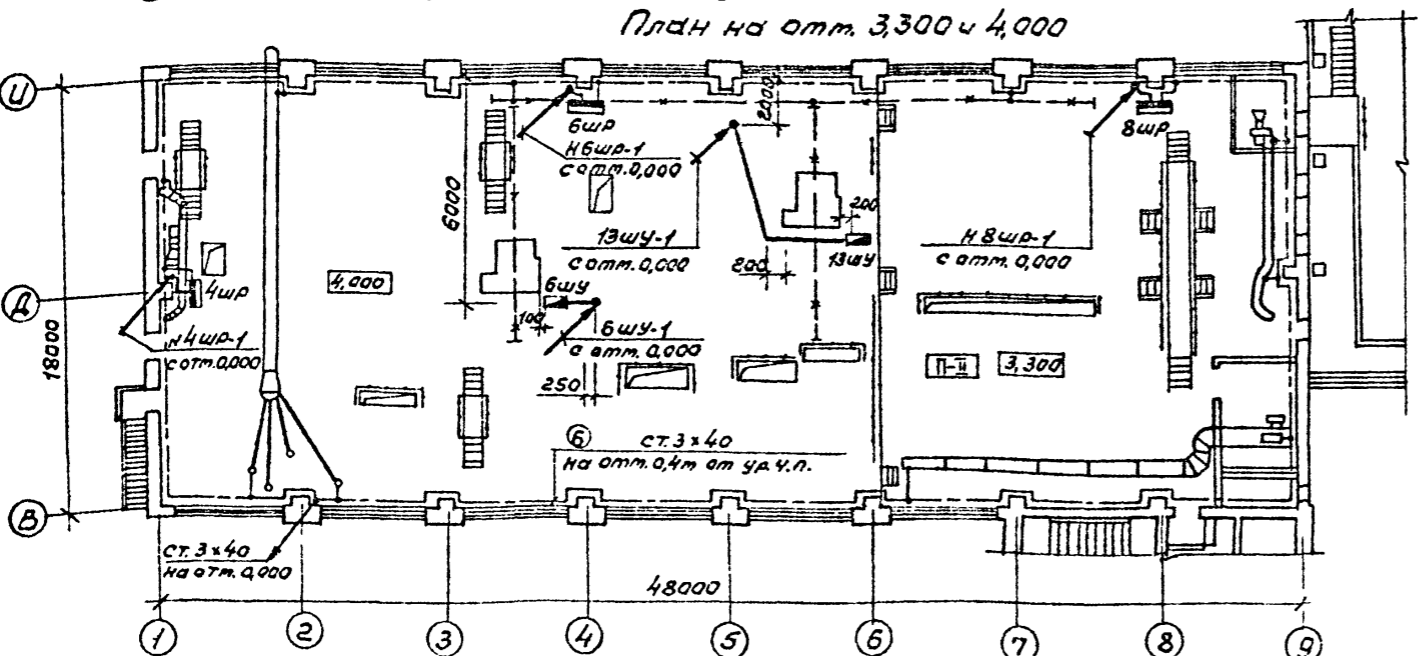 План на отм. 3,300 и 4,000
И
6шр
Н6шр-1
с отм. 0,000
2000
8шр
6000
13шу-1
с отм. 0,000
200
200
13шу
Н8шр-1
с отм. 0,000
Д
4шр
4,000
6шу
100
6шу-1
с отм. 0,000
Н4шр-1
с отм. 0,000
18000
250
П-II
3,300
6
ст. 3×40
на отм. 0,4м от ур.ч.п.
В
ст. 3×40
на отм. 0,000
48000
1
2
3
4
5
6
7
8
9